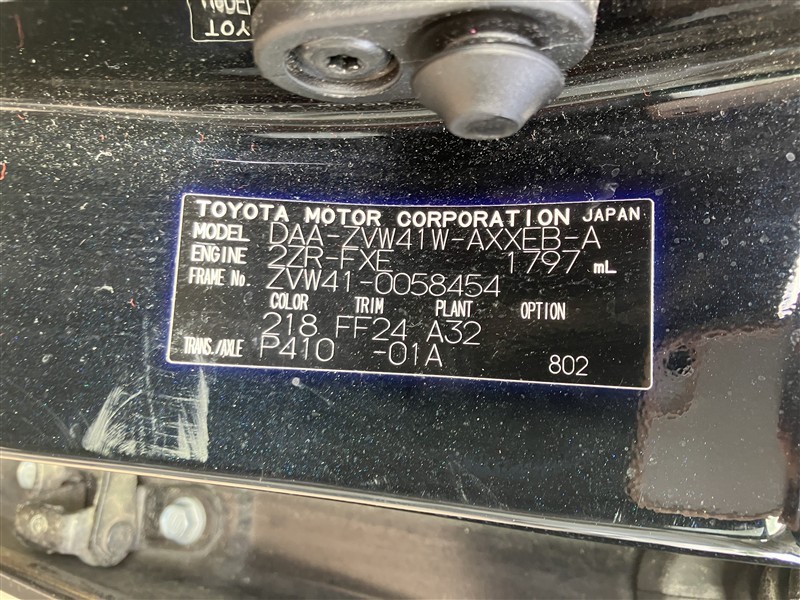 TOYOTA MOTOR CORPORATION JAPAN
MODEL DAA-ZVW41W-AXXEB-A
ENGINE 2ZR-FXE 1797 mL
FRAME No. ZVW41-0058454
COLOR TRIM PLANT OPTION
218 FF24 A32
TRANS./AXLE P410 -01A 802